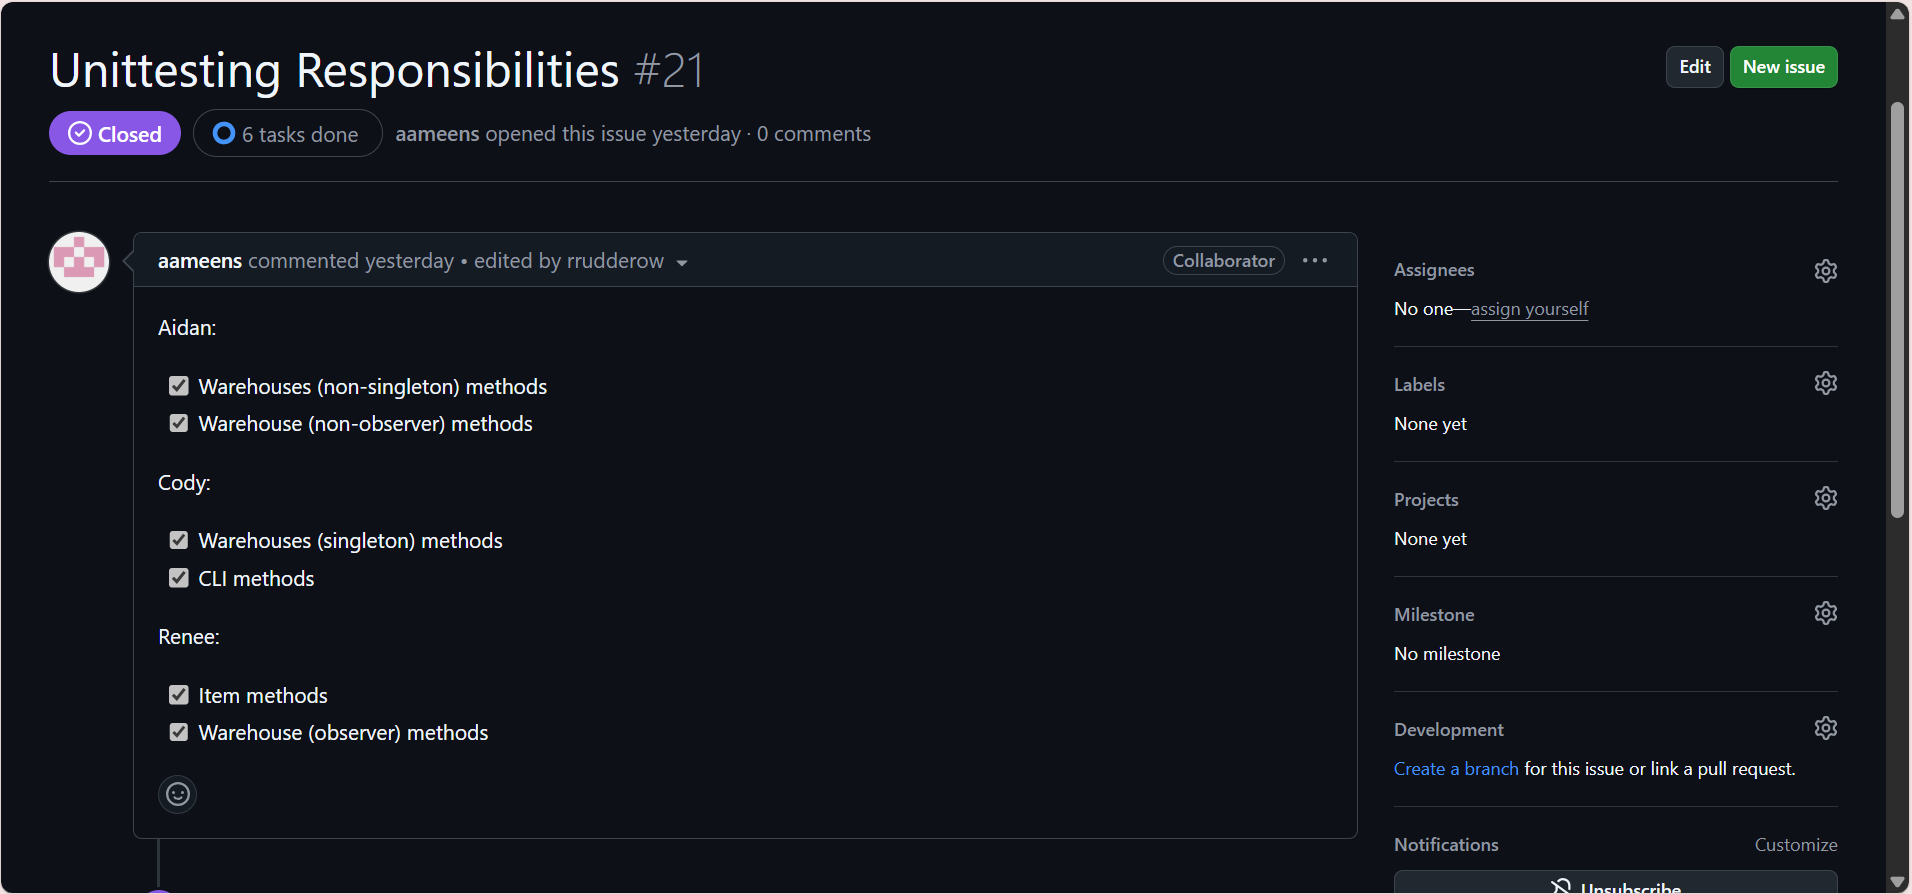 Unittesting Responsibilities #21
Edit
New issue
Closed
6 tasks done
aameens opened this issue yesterday · 0 comments
aameens commented yesterday • edited by rrudderow
Collaborator
Aidan:
Warehouses (non-singleton) methods
Warehouse (non-observer) methods
Cody:
Warehouses (singleton) methods
CLI methods
Renee:
Item methods
Warehouse (observer) methods
Assignees
No one—assign yourself
Labels
None yet
Projects
None yet
Milestone
No milestone
Development
Create a branch for this issue or link a pull request.
Notifications
Customize
Unsubscribe